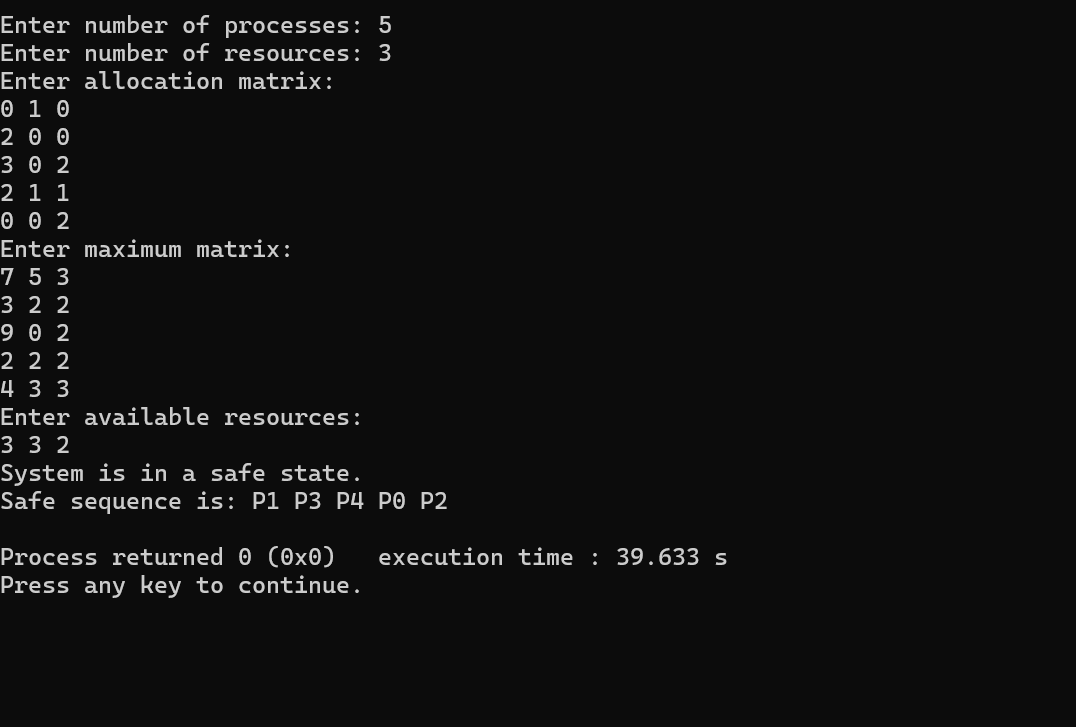 Enter number of processes: 5
Enter number of resources: 3
Enter allocation matrix:
0 1 0
2 0 0
3 0 2
2 1 1
0 0 2
Enter maximum matrix:
7 5 3
3 2 2
9 0 2
2 2 2
4 3 3
Enter available resources:
3 3 2
System is in a safe state.
Safe sequence is: P1 P3 P4 P0 P2

Process returned 0 (0x0)   execution time : 39.633 s
Press any key to continue.